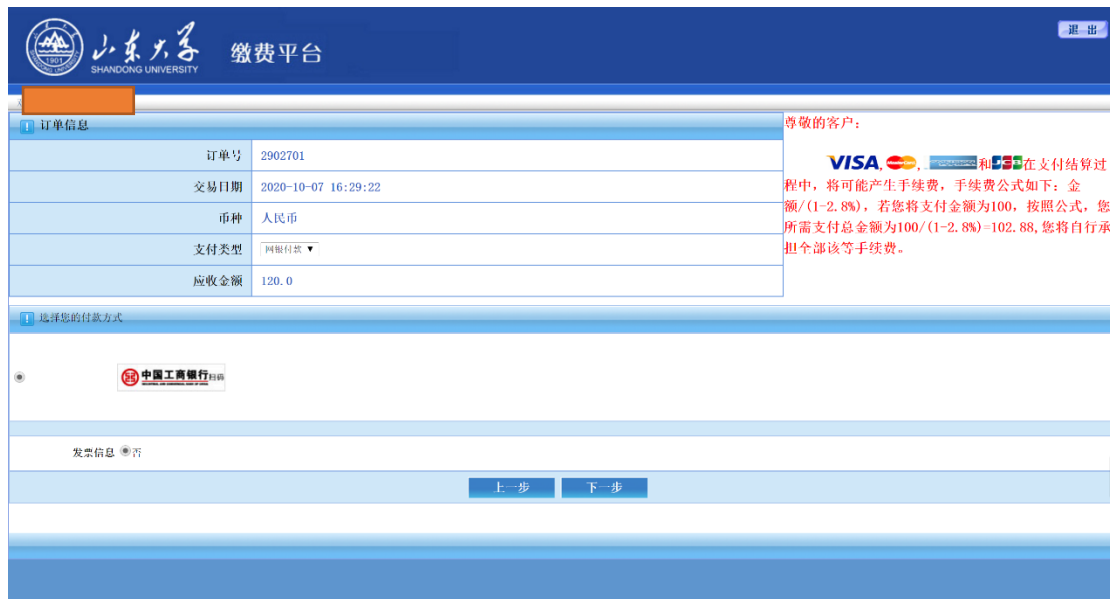 山东大学
SHANDONG UNIVERSITY
1901
缴费平台
退 出
订单信息
订单号 2902701
交易日期 2020-10-07 16:29:22
币种 人民币
支付类型 网银付款 ▼
应收金额 120.0
尊敬的客户:
VISA, MasterCard, 和JCB在支付结算过
程中, 将可能产生手续费, 手续费公式如下: 金
额/(1-2.8%), 若您将支付金额为100, 按照公式, 您
所需支付总金额为100/(1-2.8%)=102.88, 您将自行承
担全部该等手续费。
选择您的付款方式
中国工商银行扫码
发票信息 否
上一步 下一步